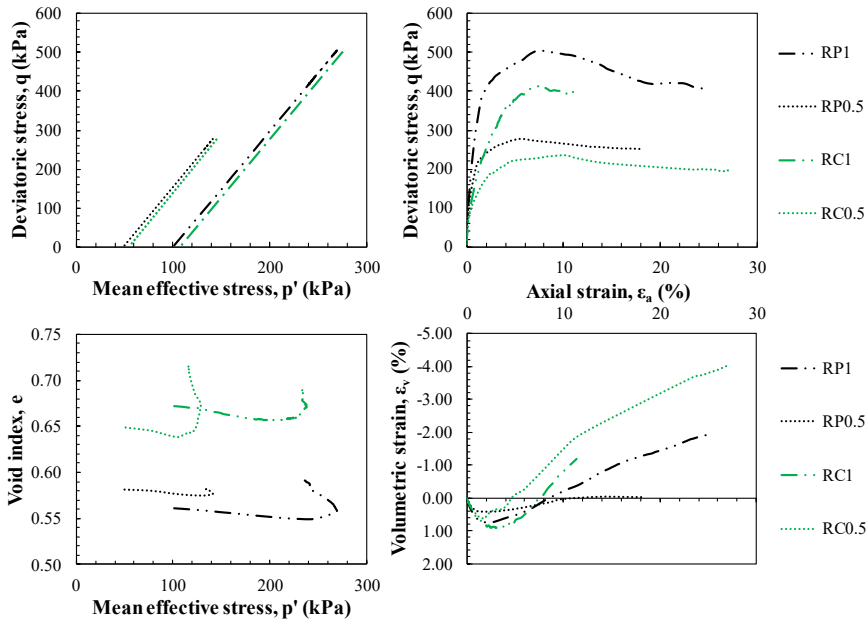 600
500
400
300
200
100
0
Deviatoric stress, q (kPa)
0
100
200
300
Mean effective stress, p' (kPa)
600
500
400
300
200
100
0
Deviatoric stress, q (kPa)
0
10
20
30
Axial strain, εa (%)
RP1
RP0.5
RC1
RC0.5
0.75
0.70
0.65
0.60
0.55
0.50
Void index, e
0
100
200
300
Mean effective stress, p' (kPa)
0
10
20
30
-5.00
-4.00
-3.00
-2.00
-1.00
0.00
1.00
2.00
Volumetric strain, εv (%)
RP1
RP0.5
RC1
RC0.5